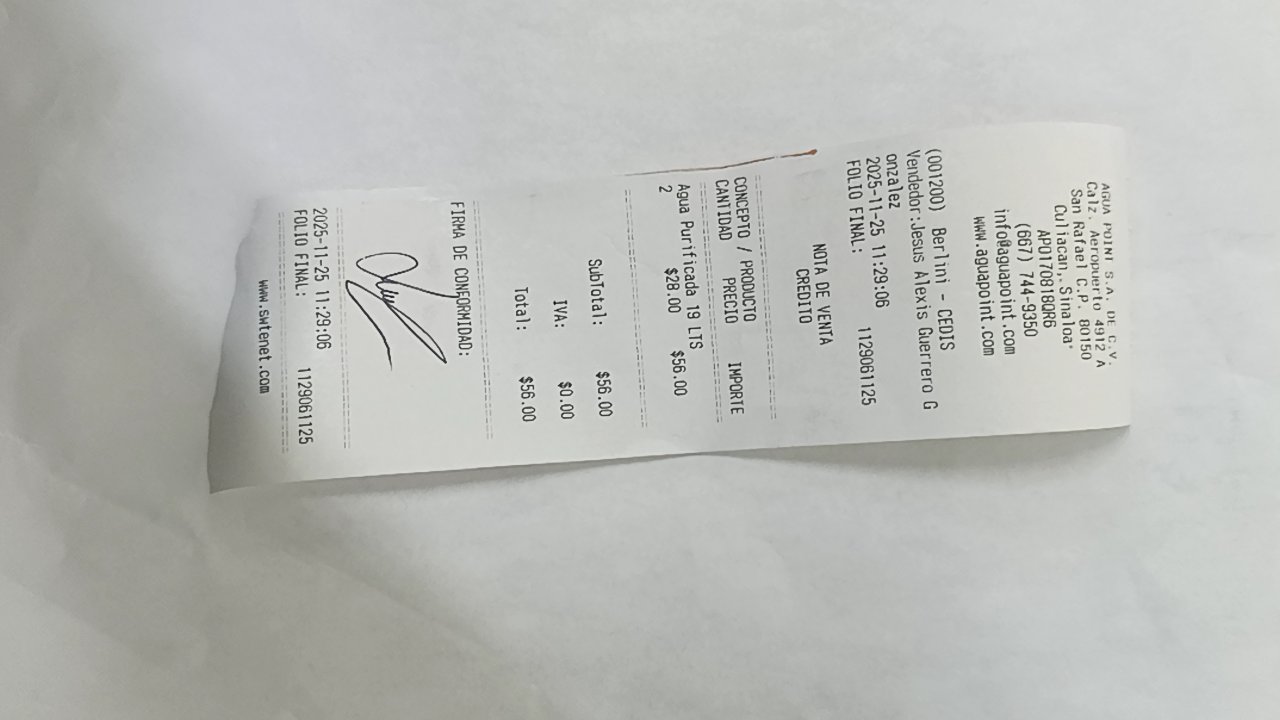 AGUA POINT S.A. DE C.V.
Calz. Aeropuerto 4912 A
San Rafael C.P. 80150
Culiacan, Sinaloa
APO170818QR6
(667) 744-9350
info@aguapoint.com
www.aguapoint.com
(001200) Berlini - CEDIS
Vendedor:Jesus Alexis Guerrero G
onzalez
2025-11-25 11:29:06
FOLIO FINAL: 1129061125
NOTA DE VENTA
CREDITO
CONCEPTO / PRODUCTO
CANTIDAD PRECIO IMPORTE
Agua Purificada 19 LTS
2 $28.00 $56.00
SubTotal: $56.00
IVA: $0.00
Total: $56.00
FIRMA DE CONFORMIDAD:
2025-11-25 11:29:06
FOLIO FINAL: 1129061125
www.swtenet.com